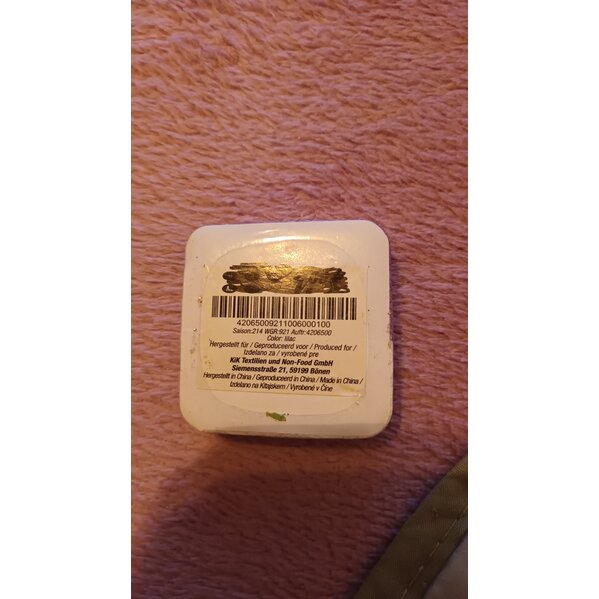 42065009211006000100
Saison:214 WGR:921 Auftr:4206500
Color: lilac
Hergestellt für / Geproduceerd voor / Produced for /
Izdelano za / vyrobené pre
KiK Textilien und Non-Food GmbH
Siemensstraße 21, 59199 Bönen
Hergestellt in China / Geproduceerd in China / Made in China /
Izdelano na Kitajskem / Vyrobené v Číne